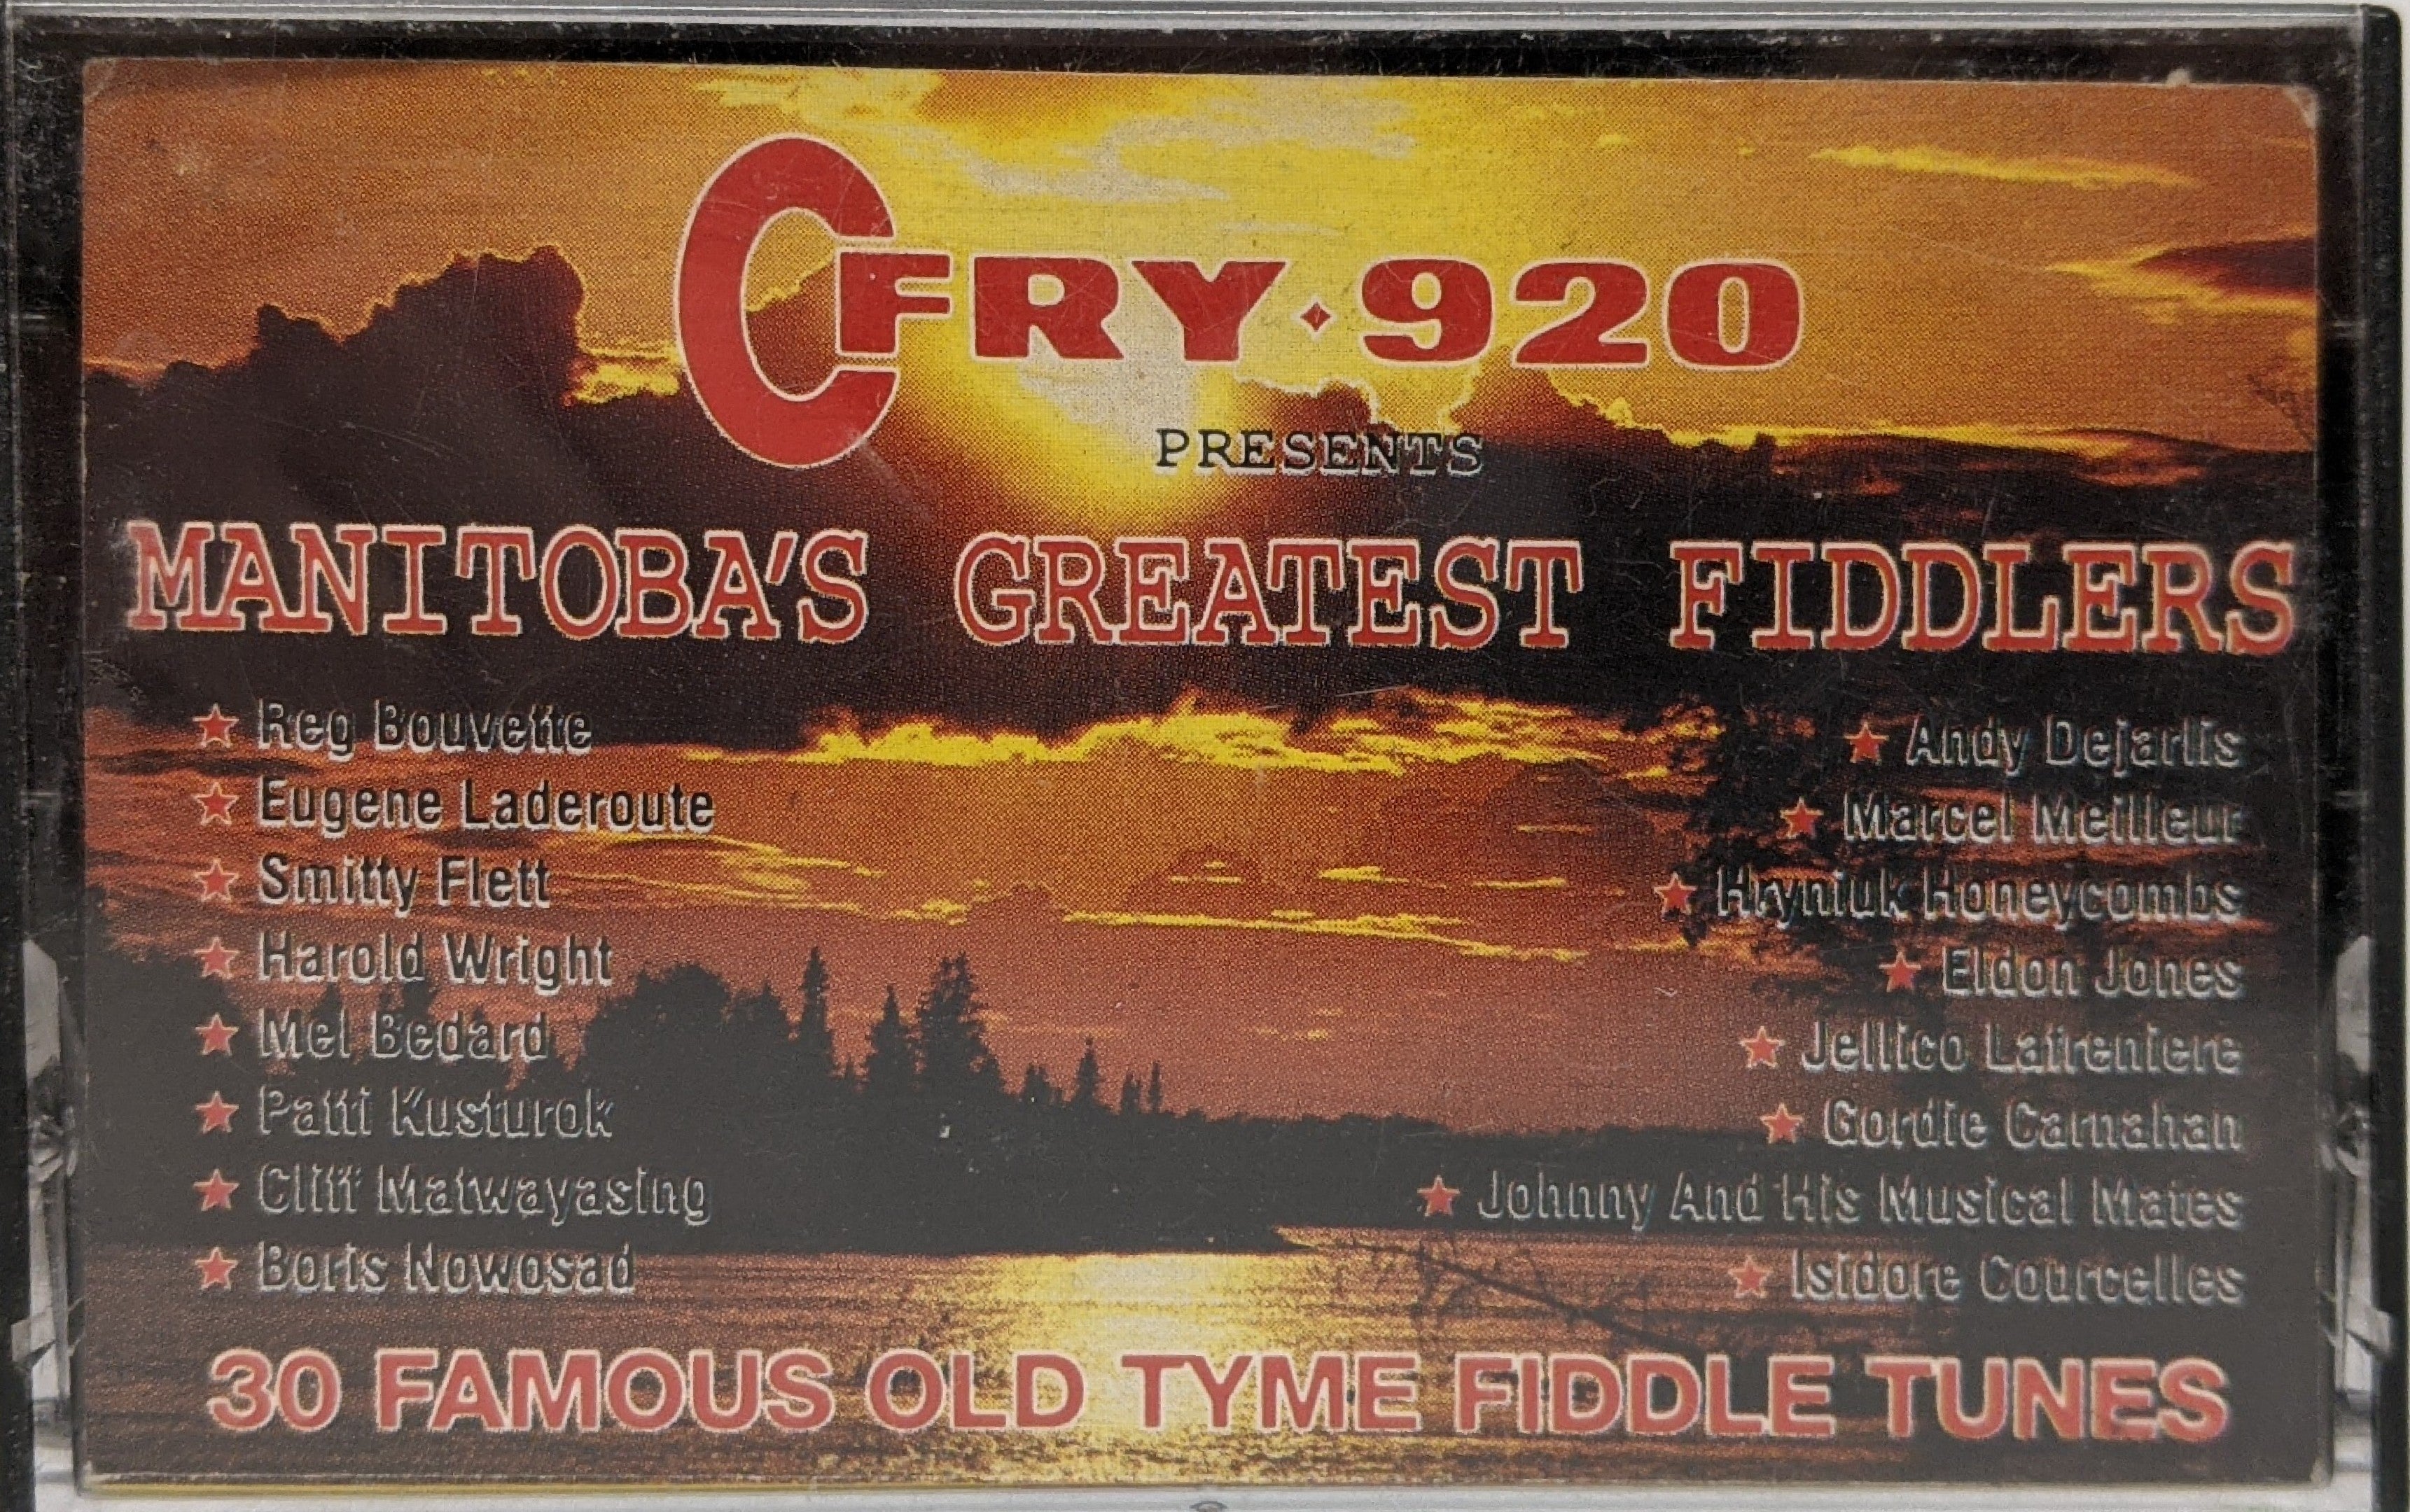 CFRY · 920
PRESENTS
MANITOBA'S GREATEST FIDDLERS
★ Reg Bouvette
★ Eugene Laderoute
★ Smitty Flett
★ Harold Wright
★ Mel Bedard
★ Patti Kusturok
★ Cliff Matwayasing
★ Boris Nowosad
★ Andy Dejarlis
★ Marcel Meilleur
★ Hryniuk Honeycombs
★ Eldon Jones
★ Jellico Lafreniere
★ Gordie Carnahan
★ Johnny And His Musical Mates
★ Isidore Courcelles
30 FAMOUS OLD TYME FIDDLE TUNES